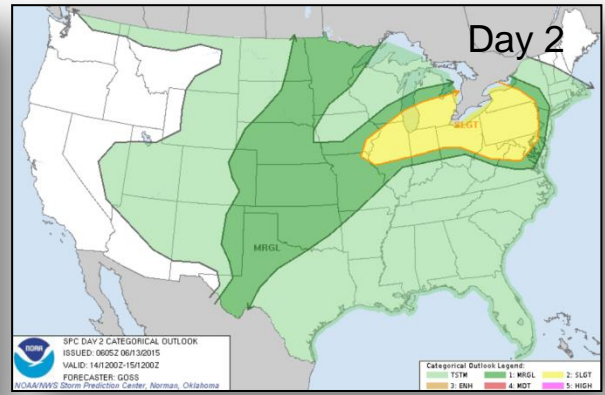 Day 2
SLGT
MRGL
NOAA
SPC DAY 2 CATEGORICAL OUTLOOK
ISSUED: 0605Z 06/13/2015
VALID: 14/1200Z-15/1200Z
FORECASTER: GOSS
NOAA/NWS Storm Prediction Center, Norman, Oklahoma
Categorical Outlook Legend:
TSTM 1: MRGL 2: SLGT
3: ENH 4: MDT 5: HIGH